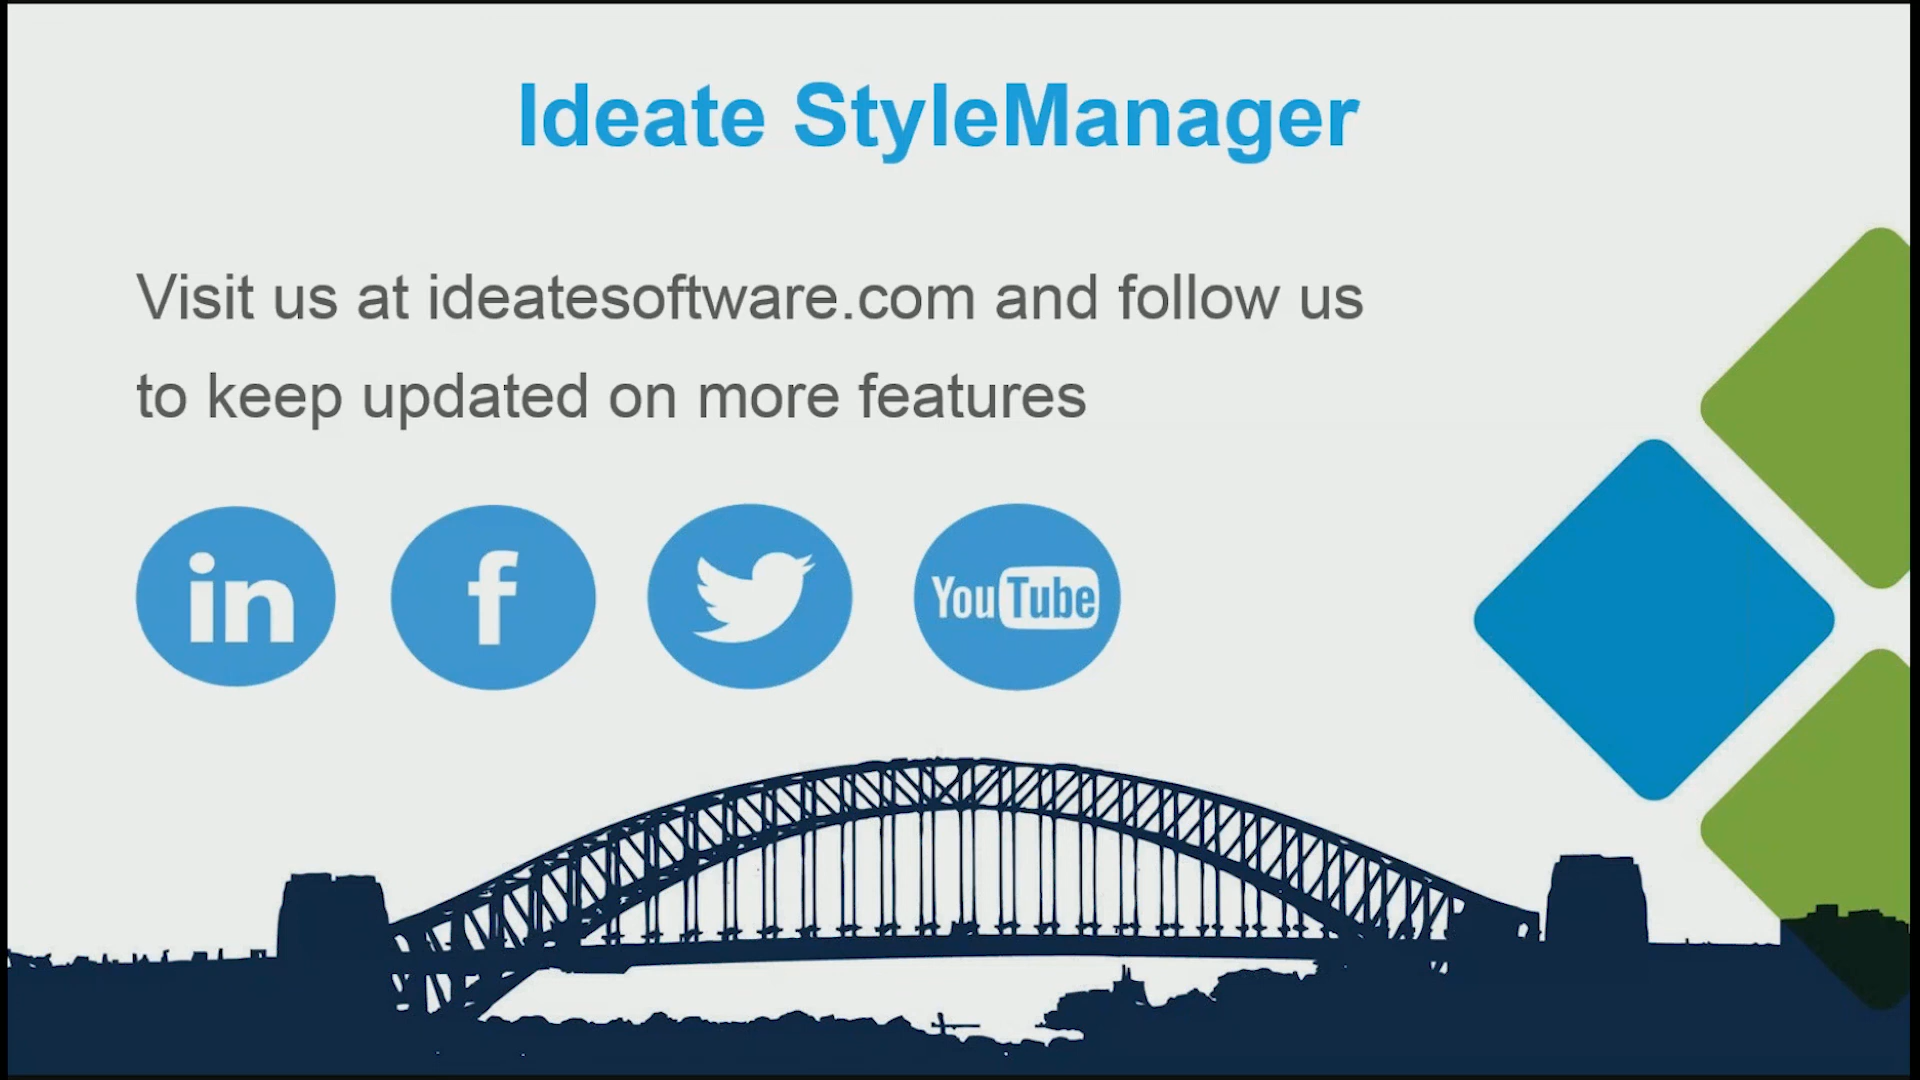 Ideate StyleManager
Visit us at ideatesoftware.com and follow us
to keep updated on more features
in f YouTube